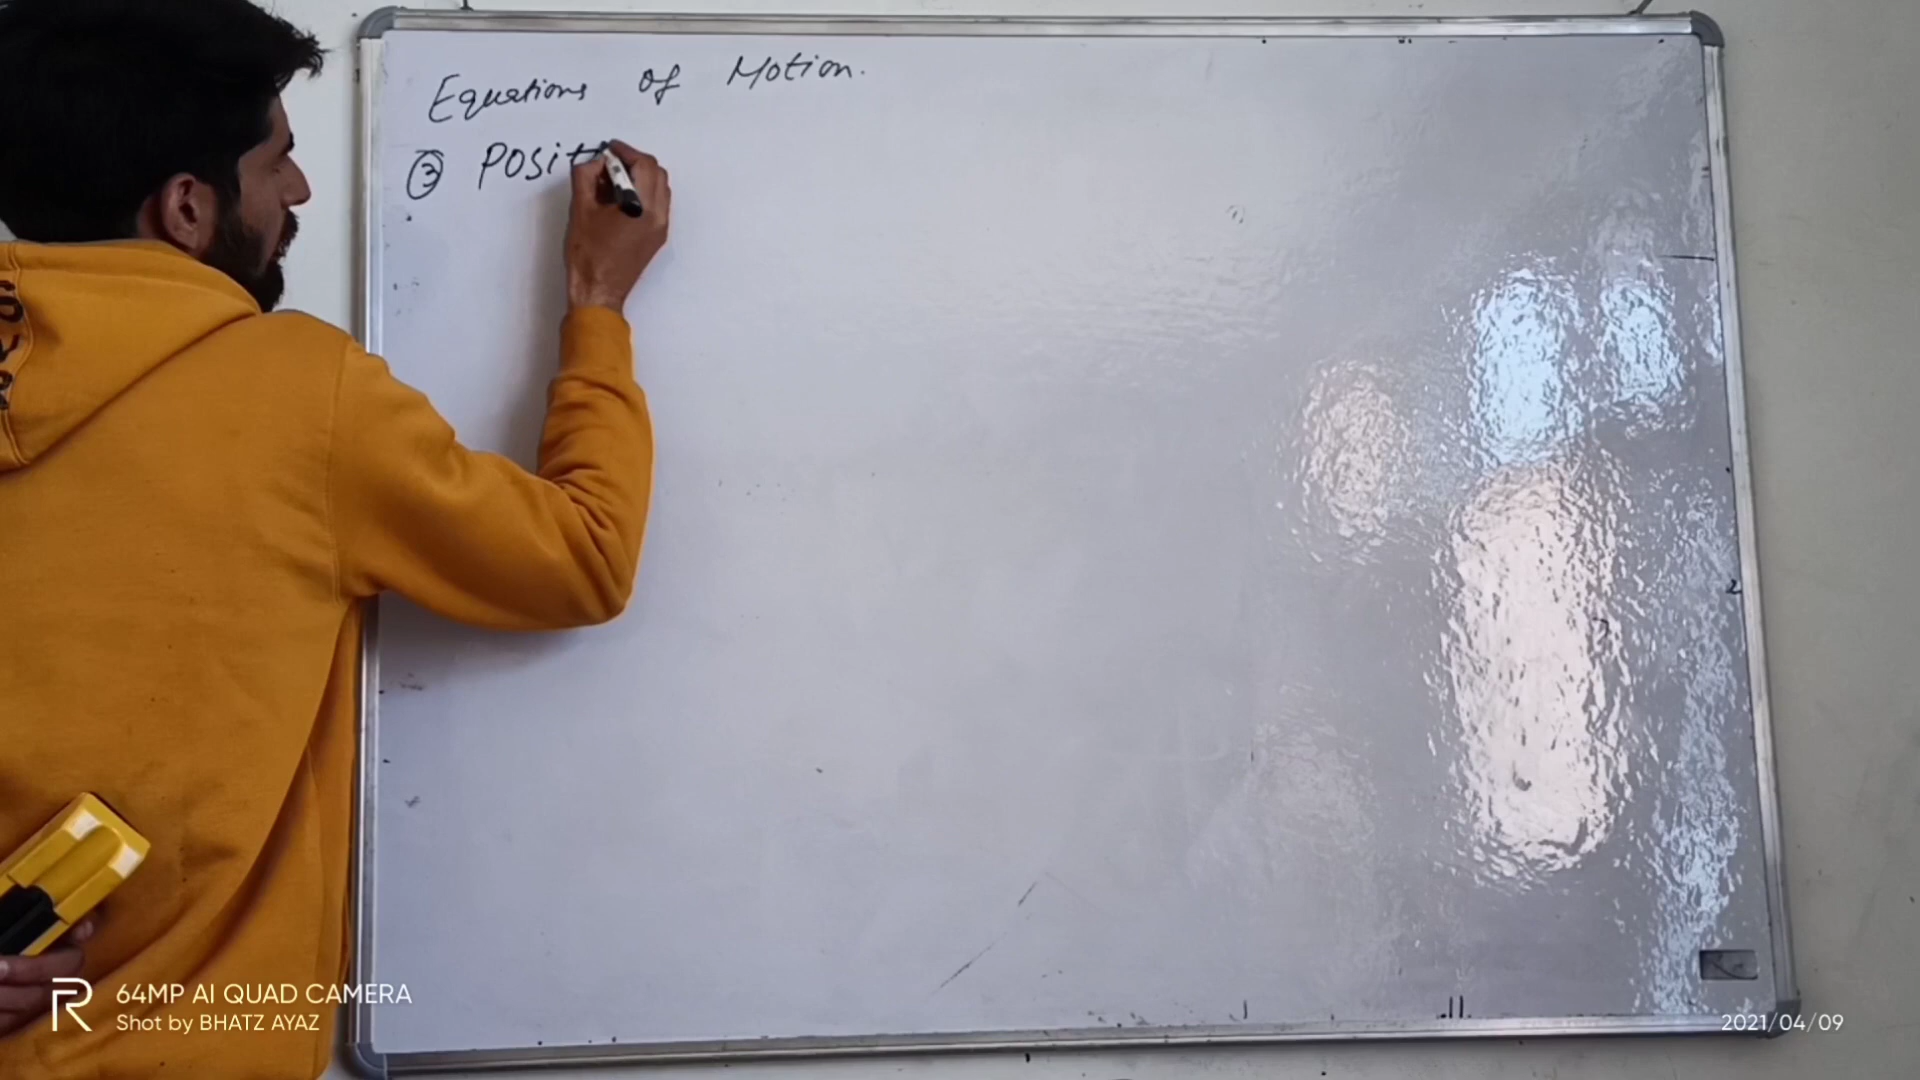 Equations of Motion.
③ Posit
R 64MP AI QUAD CAMERA
Shot by BHATZ AYAZ
2021/04/09